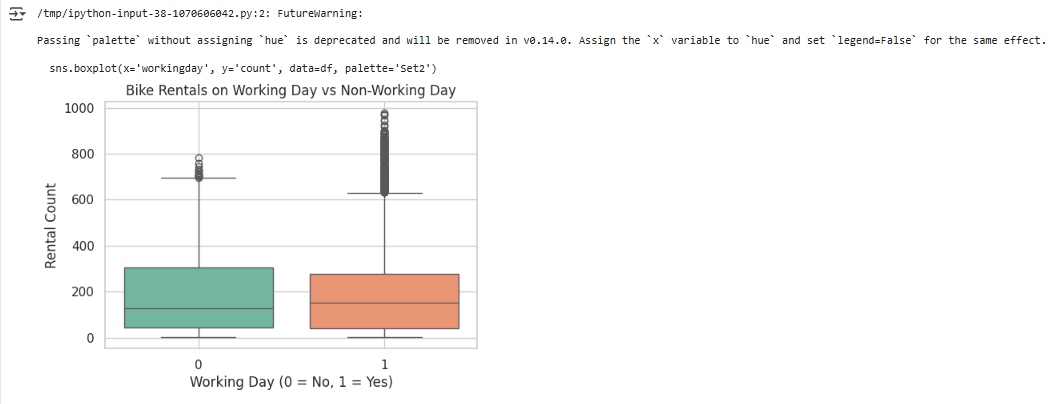 /tmp/ipython-input-38-1070606042.py:2: FutureWarning:
Passing `palette` without assigning `hue` is deprecated and will be removed in v0.14.0. Assign the `x` variable to `hue` and set `legend=False` for the same effect.
sns.boxplot(x='workingday', y='count', data=df, palette='Set2')
Bike Rentals on Working Day vs Non-Working Day
1000
800
600
400
200
0
Rental Count
0 1
Working Day (0 = No, 1 = Yes)